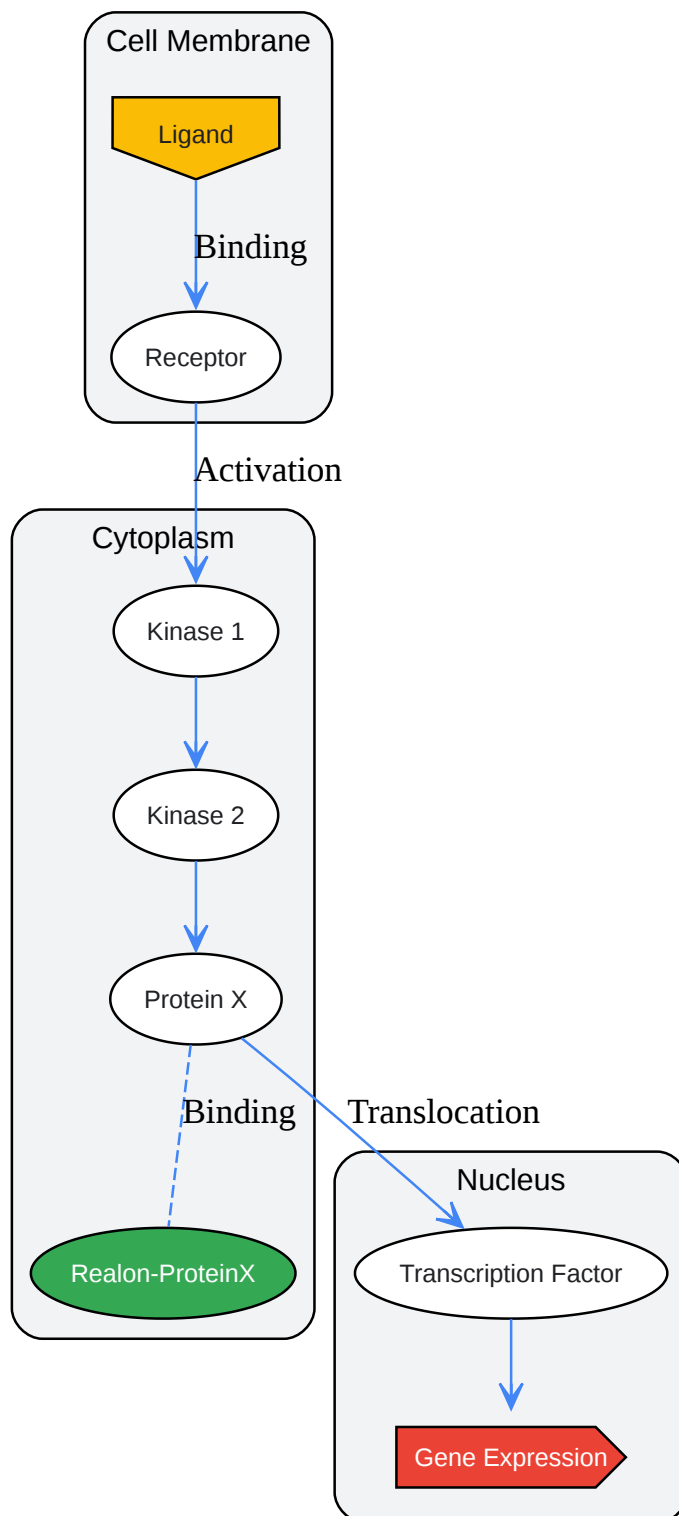 Cell Membrane
Ligand
Binding
Receptor
Activation
Cytoplasm
Kinase 1
Kinase 2
Protein X
Binding
Translocation
Nucleus
Realon-ProteinX
Transcription Factor
Gene Expression